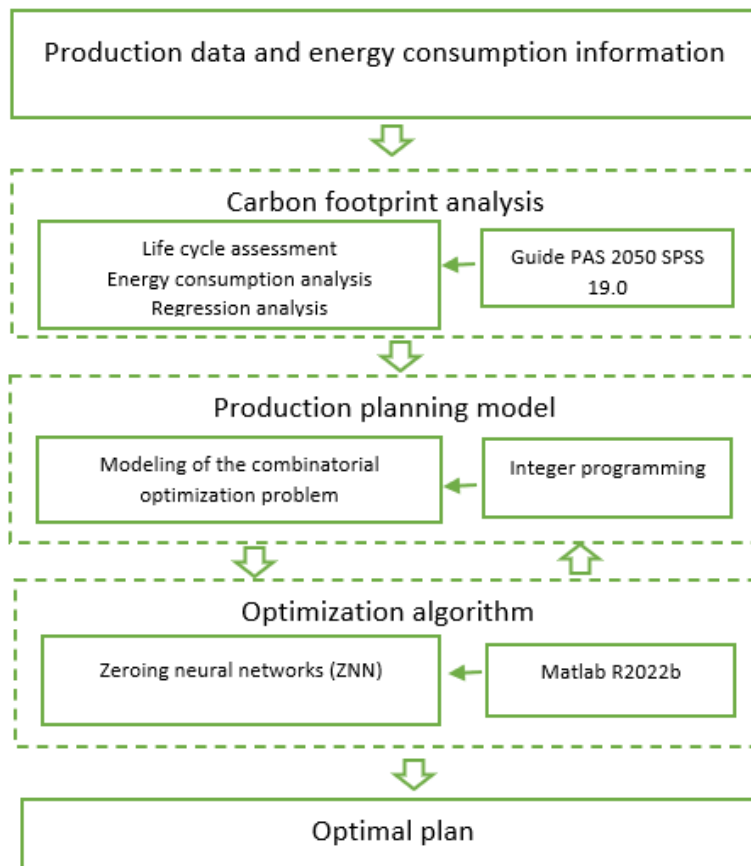 Production data and energy consumption information
Carbon footprint analysis
Life cycle assessment
Energy consumption analysis
Regression analysis
Guide PAS 2050 SPSS
19.0
Production planning model
Modeling of the combinatorial
optimization problem
Integer programming
Optimization algorithm
Zeroing neural networks (ZNN)
Matlab R2022b
Optimal plan